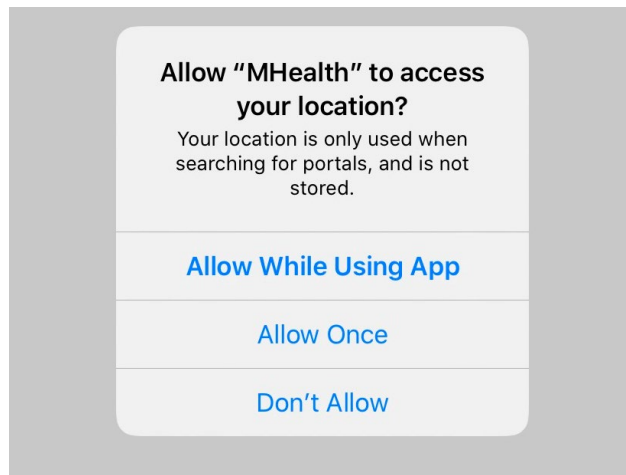 Allow “MHealth” to access
your location?
Your location is only used when
searching for portals, and is not
stored.
Allow While Using App
Allow Once
Don’t Allow